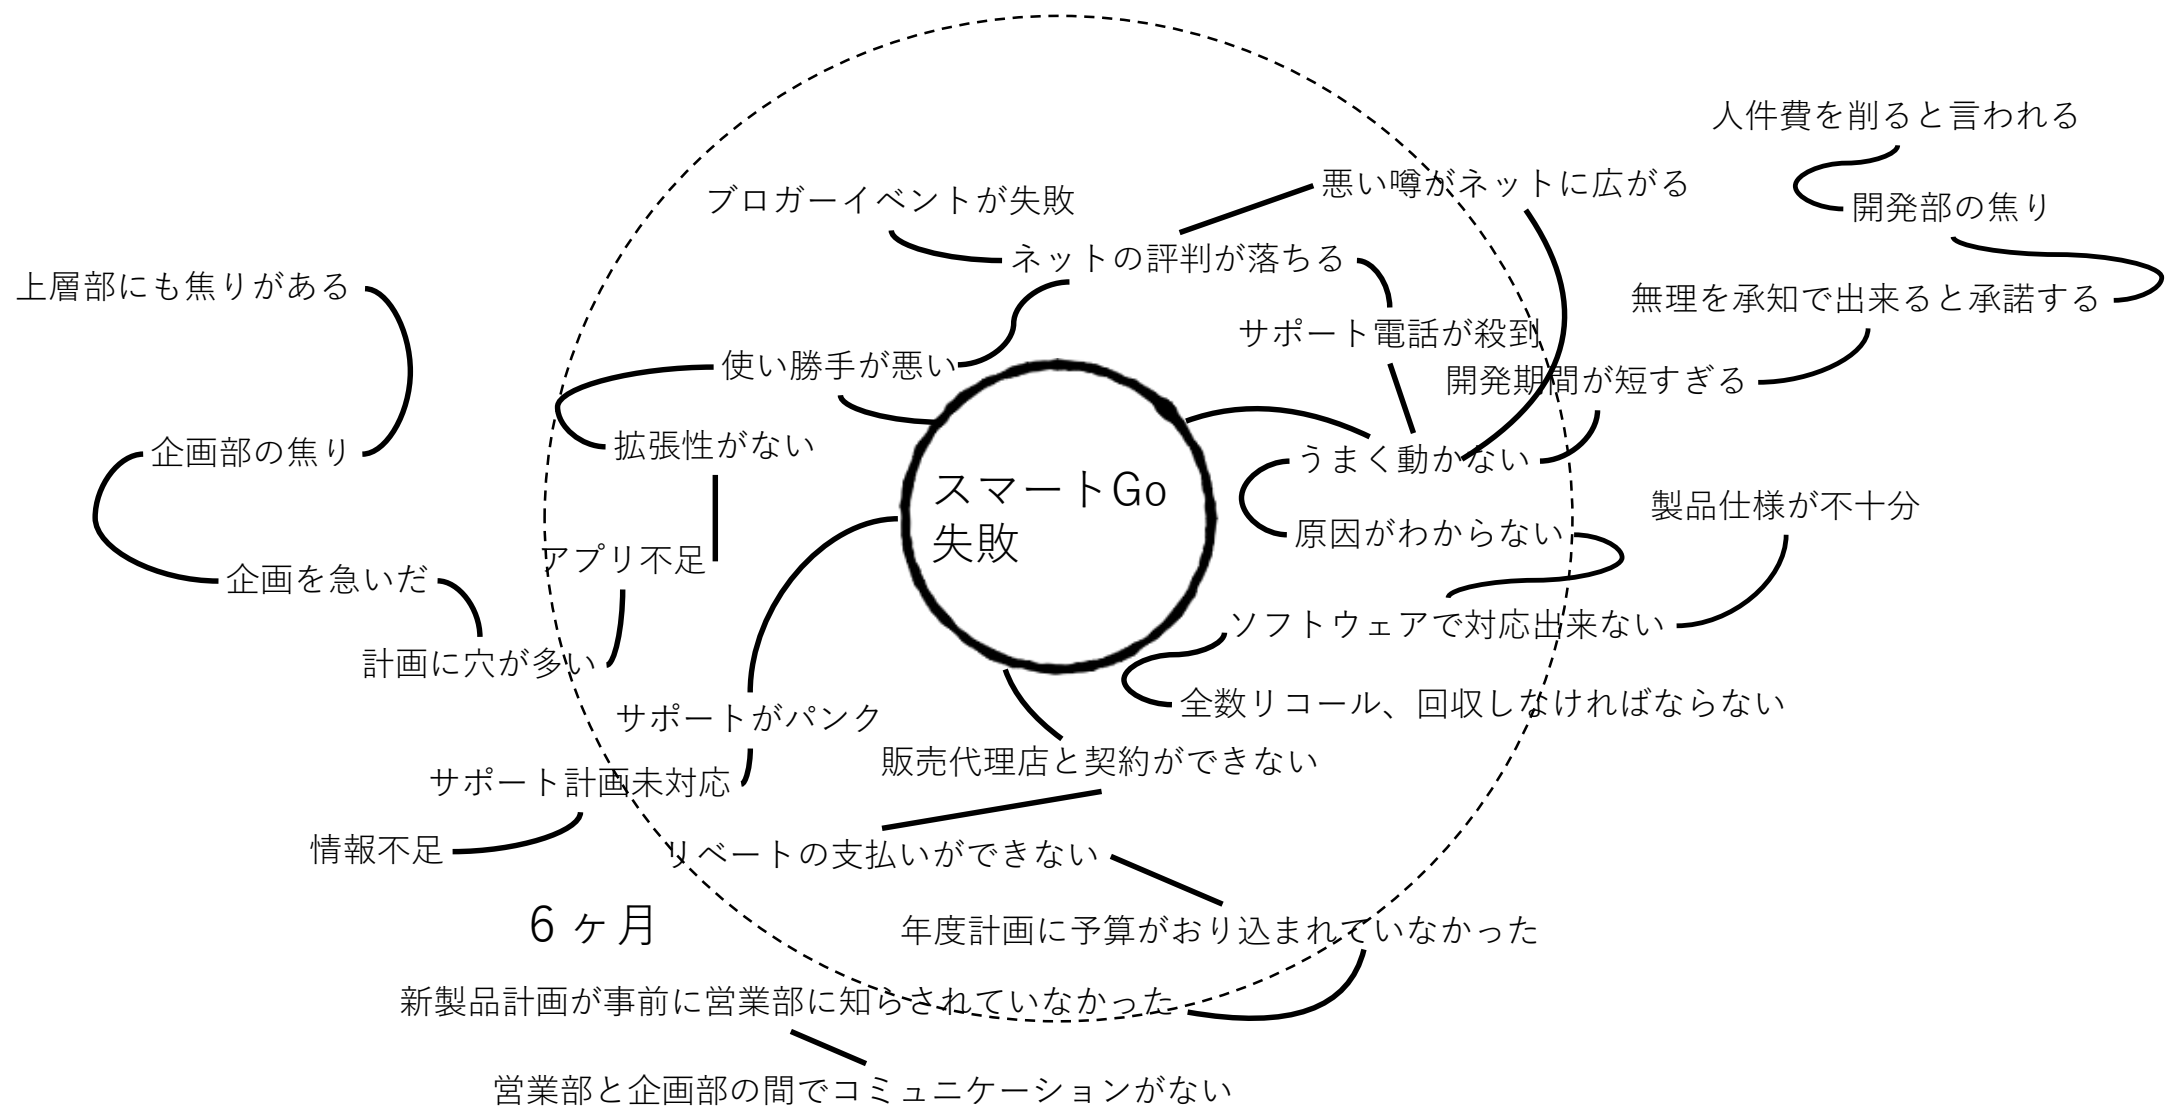 人件費を削ると言われる
悪い噂がネットに広がる
ブロガーイベントが失敗
開発部の焦り
ネットの評判が落ちる
上層部にも焦りがある
無理を承知で出来ると承諾する
サポート電話が殺到
使い勝手が悪い
開発期間が短すぎる
拡張性がない
企画部の焦り
うまく動かない
スマートGo
失敗
製品仕様が不十分
原因がわからない
アプリ不足
企画を急いだ
ソフトウェアで対応出来ない
計画に穴が多い
全数リコール、回収しなければならない
サポートがパンク
販売代理店と契約ができない
サポート計画未対応
情報不足
リベートの支払いができない
6ヶ月
年度計画に予算がおり込まれていなかった
新製品計画が事前に営業部に知らされていなかった
営業部と企画部の間でコミュニケーションがない